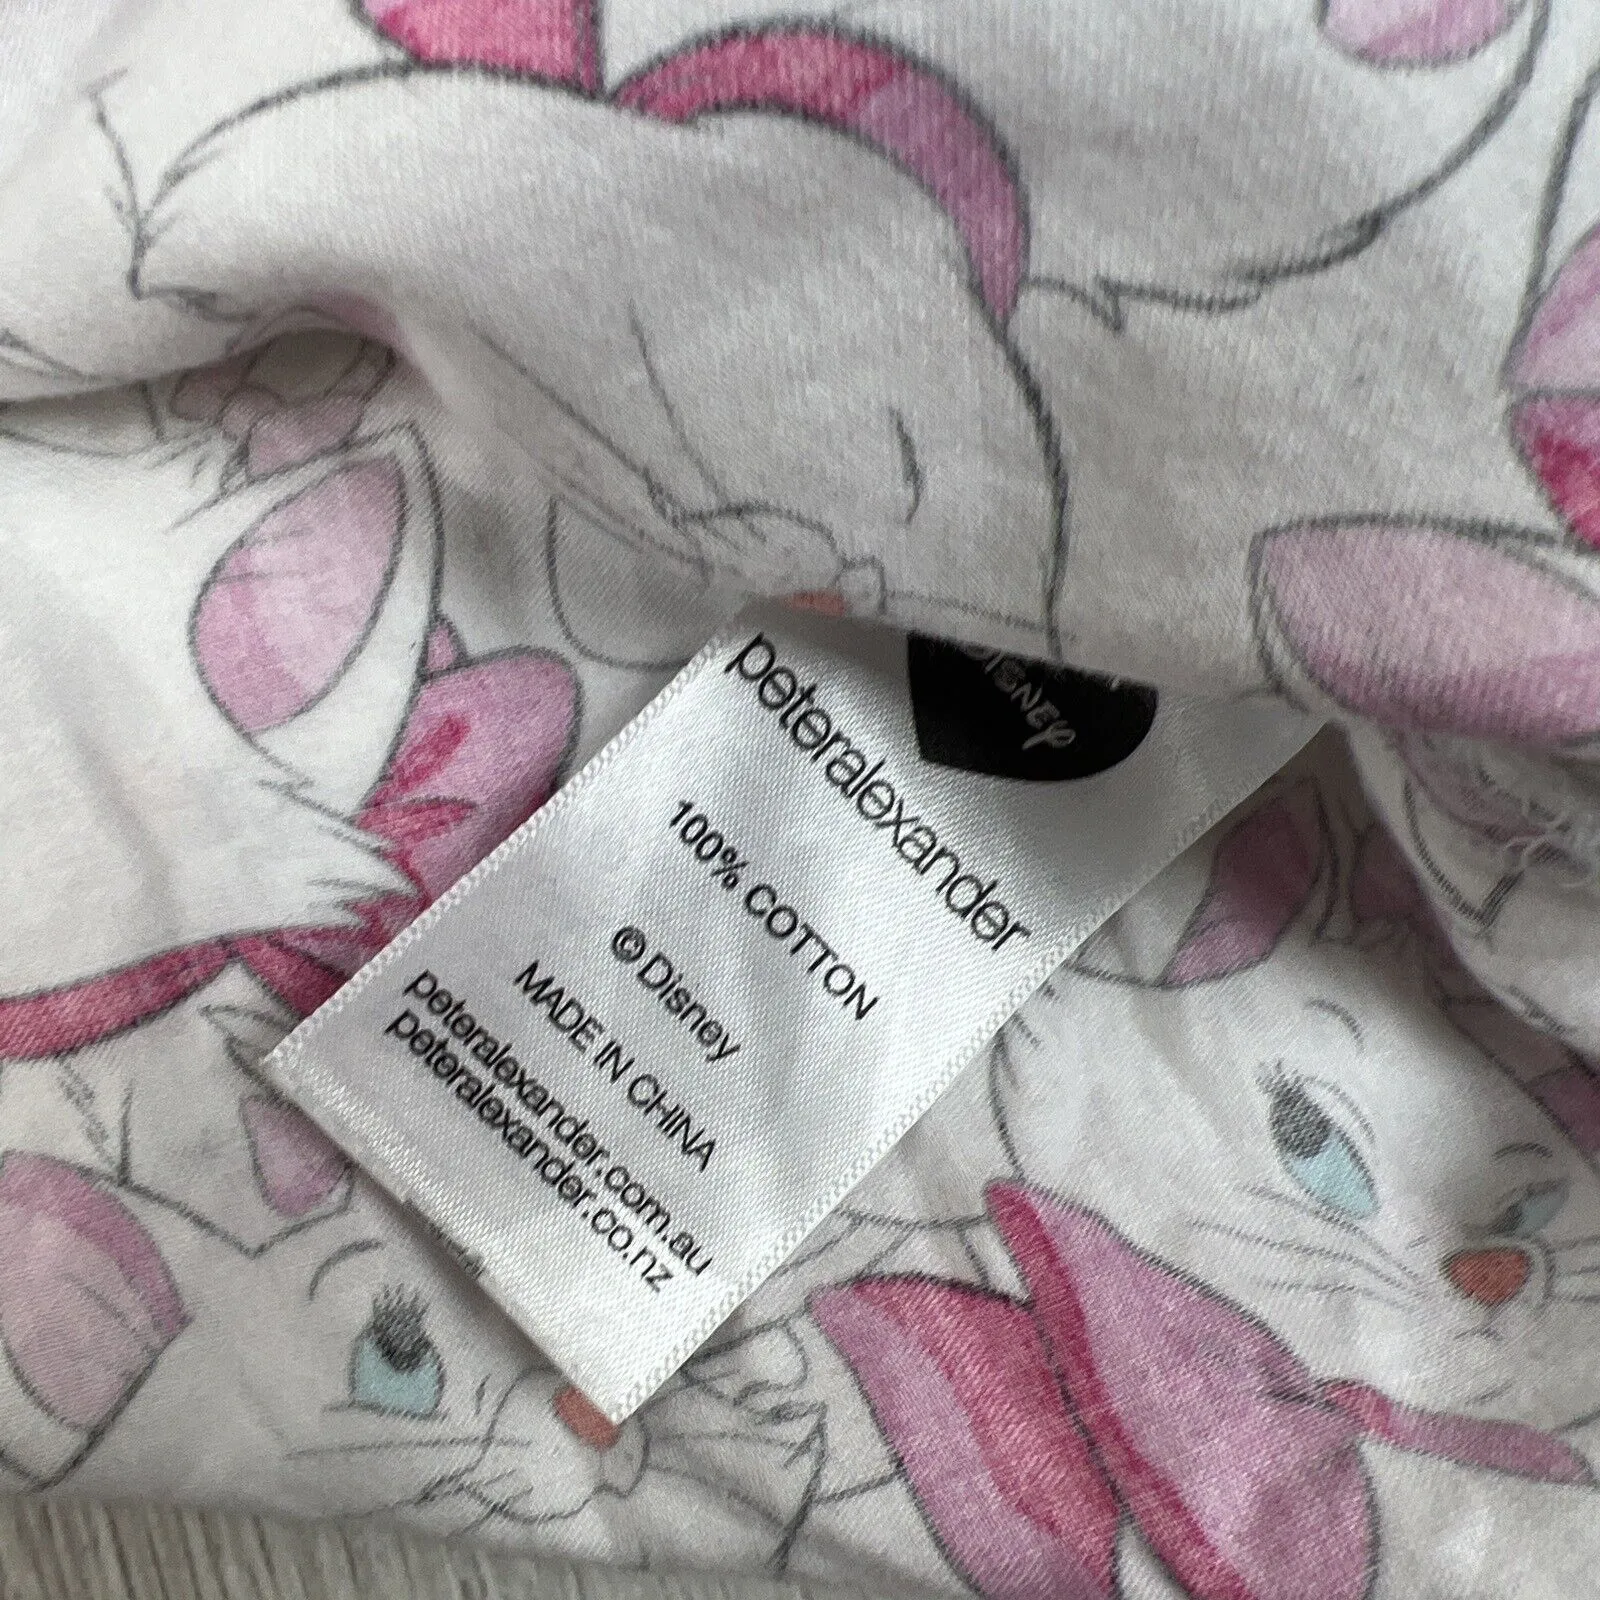 Disney
peteralexander
100% COTTON
©Disney
MADE IN CHINA
peteralexander.com.au
peteralexander.co.nz